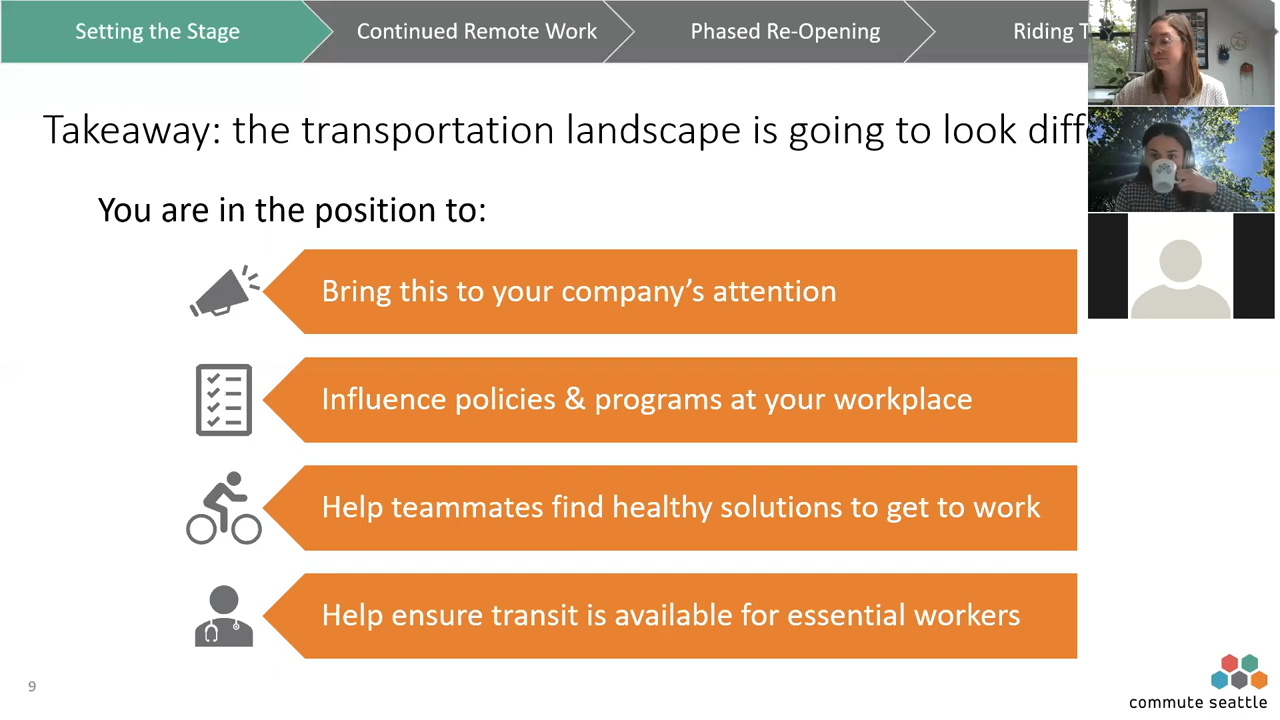 Setting the Stage
Continued Remote Work
Phased Re-Opening
Riding
Takeaway: the transportation landscape is going to look
You are in the position to:
Bring this to your company's attention
Influence policies & programs at your workplace
Help teammates find healthy solutions to get to work
Help ensure transit is available for essential workers
9
commute seattle